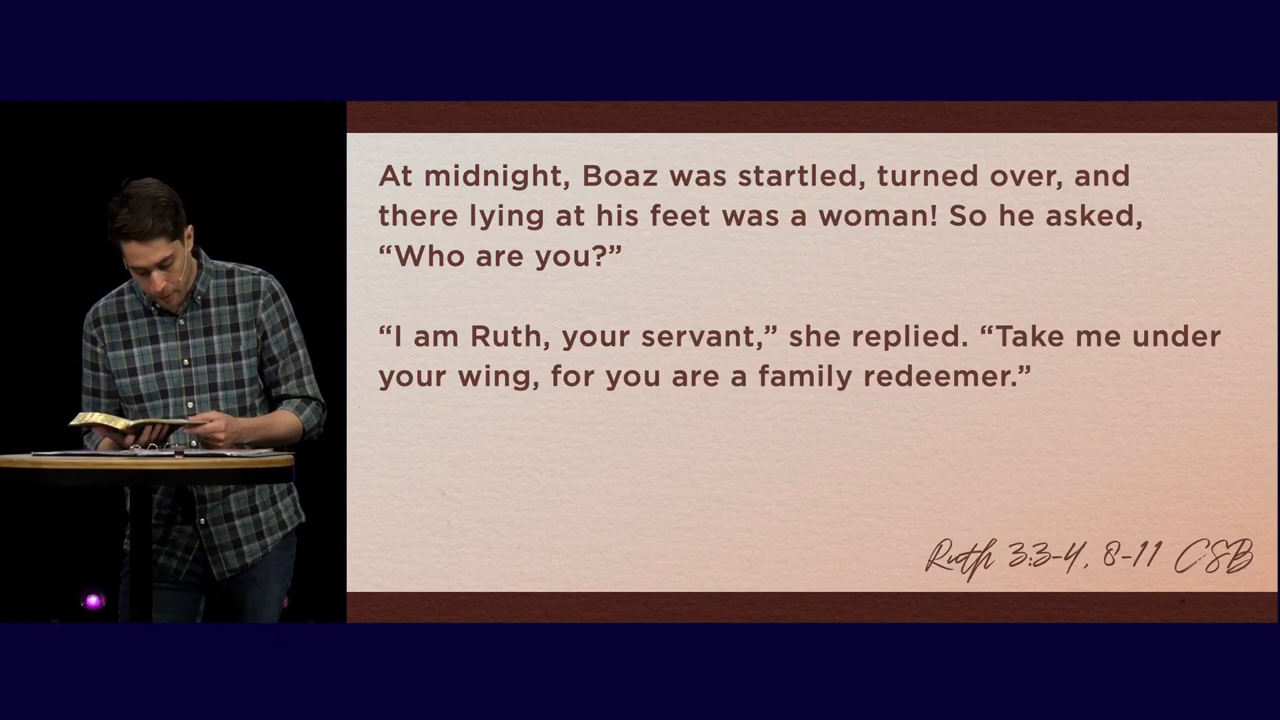 At midnight, Boaz was startled, turned over, and
there lying at his feet was a woman! So he asked,
“Who are you?”
“I am Ruth, your servant,” she replied. “Take me under
your wing, for you are a family redeemer.”
Ruth 3:3-4, 8-11 CSB